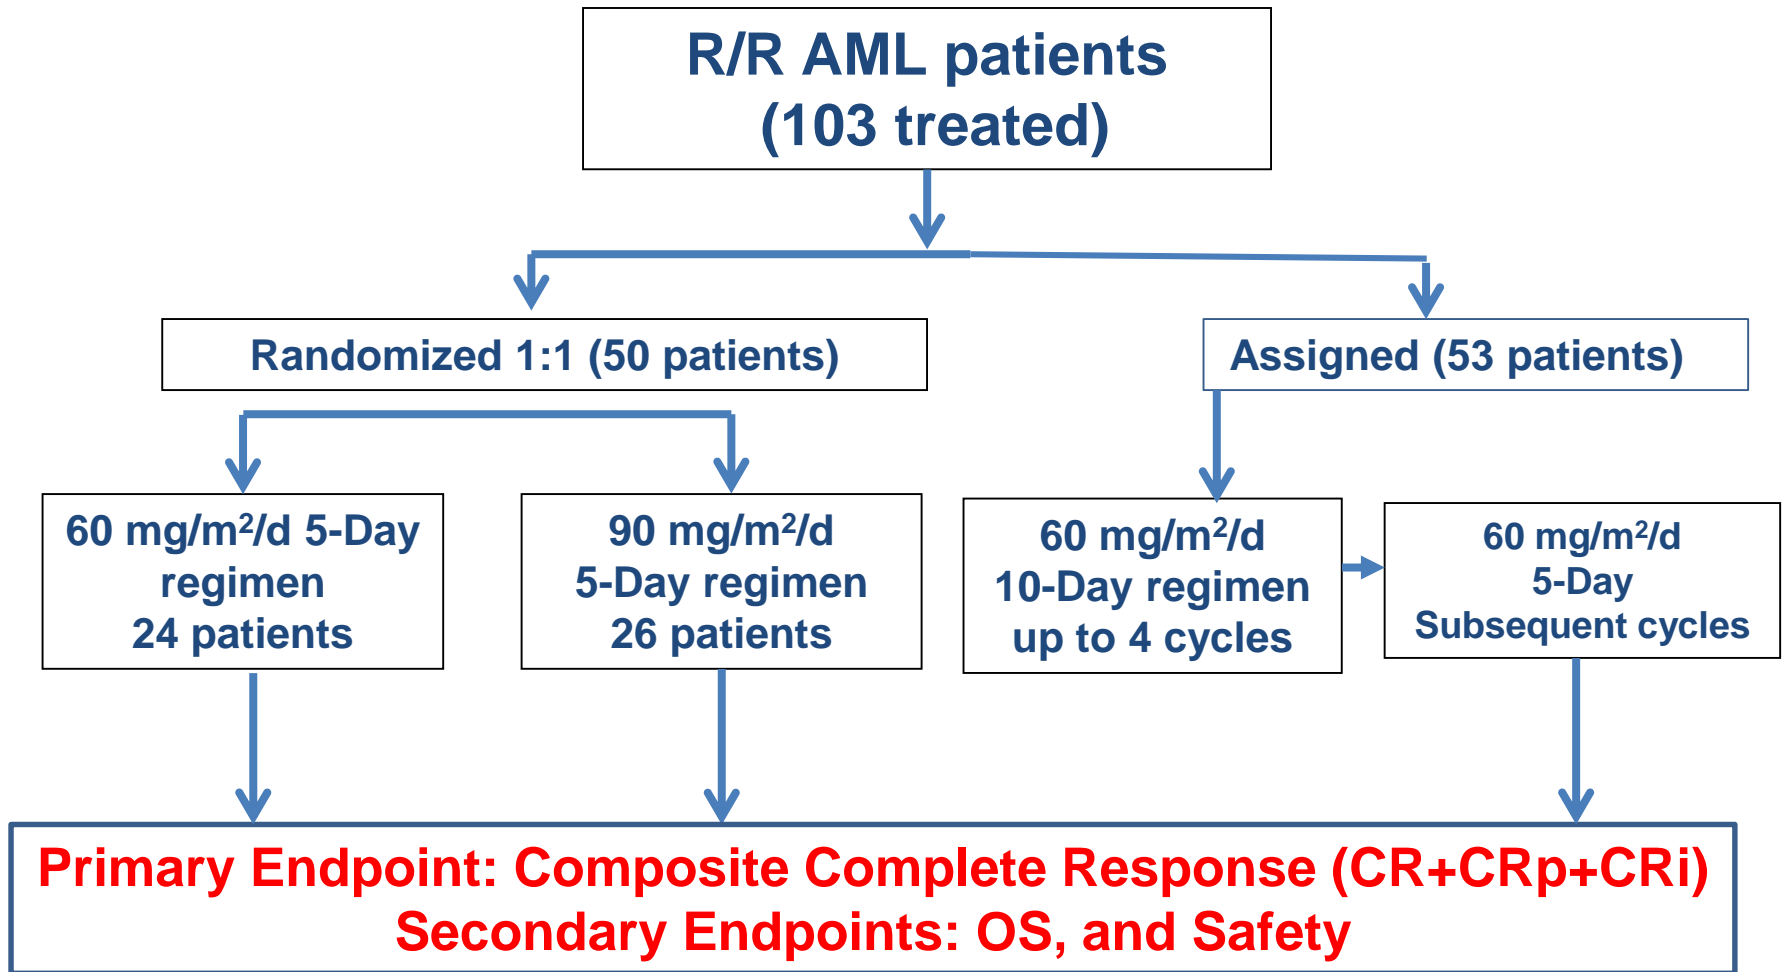 R/R AML patients
(103 treated)
Randomized 1:1 (50 patients)
Assigned (53 patients)
60 mg/m²/d 5-Day
regimen
24 patients
90 mg/m²/d
5-Day regimen
26 patients
60 mg/m²/d
10-Day regimen
up to 4 cycles
60 mg/m²/d
5-Day
Subsequent cycles
Primary Endpoint: Composite Complete Response (CR+CRp+CRi)
Secondary Endpoints: OS, and Safety